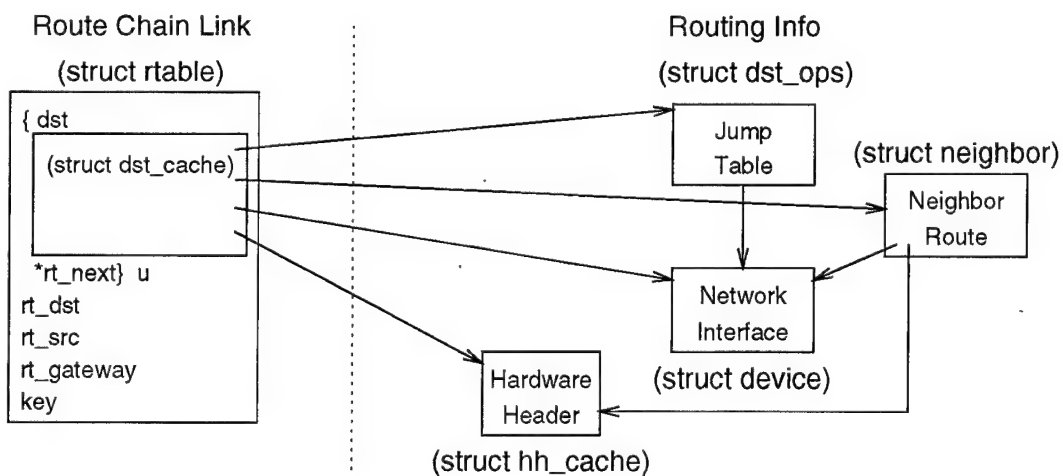 Route Chain Link
(struct rtable)
{ dst
(struct dst_cache)
*rt_next} u
rt_dst
rt_src
rt_gateway
key
Routing Info
(struct dst_ops)
Jump
Table
(struct neighbor)
Neighbor
Route
Network
Interface
(struct device)
Hardware
Header
(struct hh_cache)